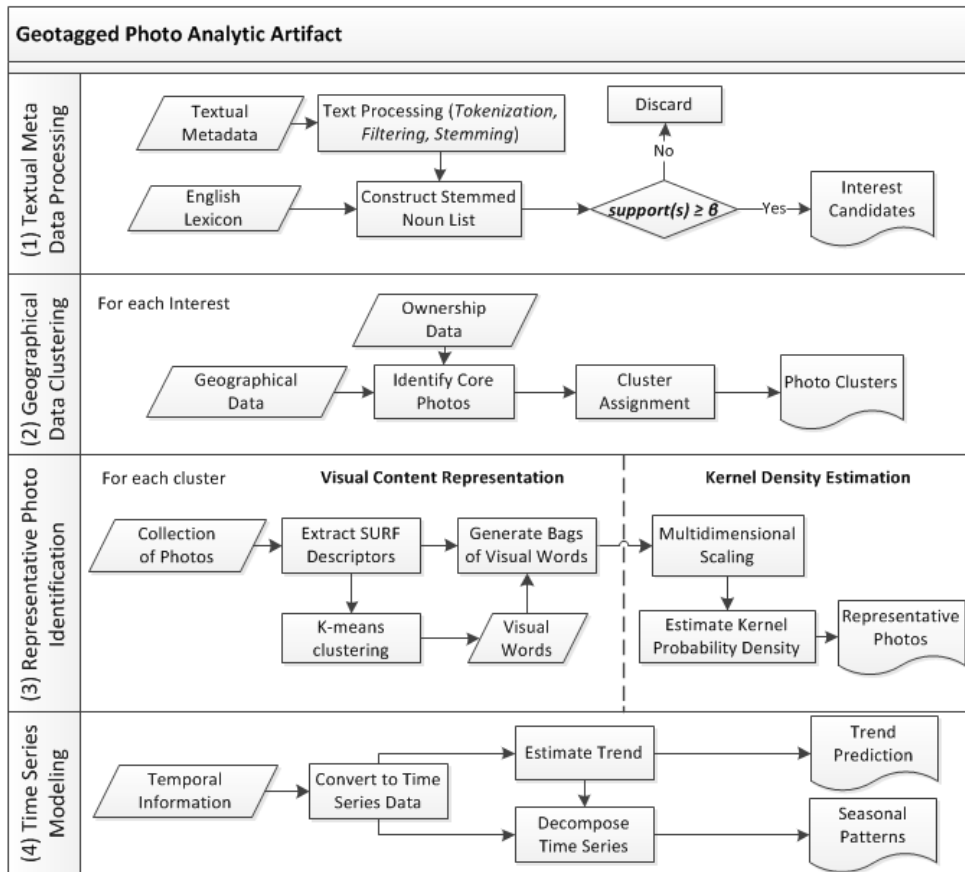 Geotagged Photo Analytic Artifact
(1) Textual Meta
Data Processing
Textual
Metadata
Text Processing (Tokenization,
Filtering, Stemming)
Discard
No
English
Lexicon
Construct Stemmed
Noun List
support(s) ≥ β
Yes
Interest
Candidates
(2) Geographical
Data Clustering
For each Interest
Ownership
Data
Geographical
Data
Identify Core
Photos
Cluster
Assignment
Photo Clusters
(3) Representative Photo
Identification
For each cluster
Visual Content Representation
Kernel Density Estimation
Collection
of Photos
Extract SURF
Descriptors
Generate Bags
of Visual Words
Multidimensional
Scaling
K-means
clustering
Visual
Words
Estimate Kernel
Probability Density
Representative
Photos
(4) Time Series
Modeling
Temporal
Information
Convert to Time
Series Data
Estimate Trend
Trend
Prediction
Decompose
Time Series
Seasonal
Patterns